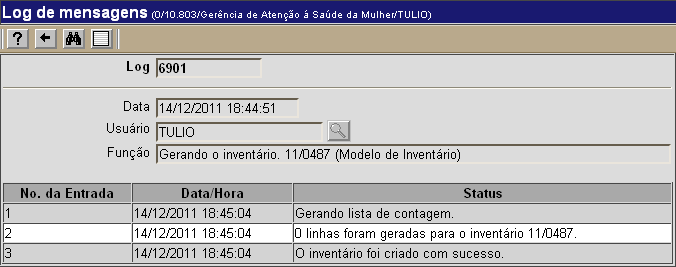 Log de mensagens (0/10.803/Gerência de Atenção á Saúde da Mulher/TULIO)
?
Log 6901
Data 14/12/2011 18:44:51
Usuário TULIO
Função Gerando o inventário. 11/0487 (Modelo de Inventário)
No. da Entrada Data/Hora Status
1 14/12/2011 18:45:04 Gerando lista de contagem.
2 14/12/2011 18:45:04 0 linhas foram geradas para o inventário 11/0487.
3 14/12/2011 18:45:04 O inventário foi criado com sucesso.